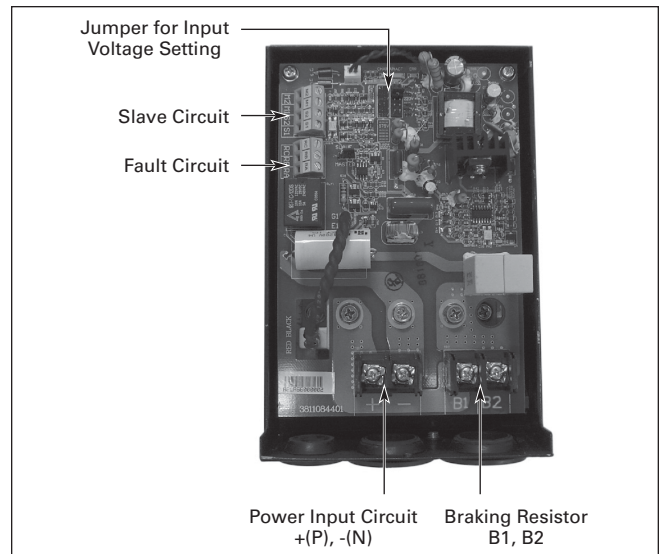 Jumper for Input
Voltage Setting
Slave Circuit
Fault Circuit
RED BLACK
3811084401
+ −
B1 B2
Power Input Circuit
+(P), -(N)
Braking Resistor
B1, B2